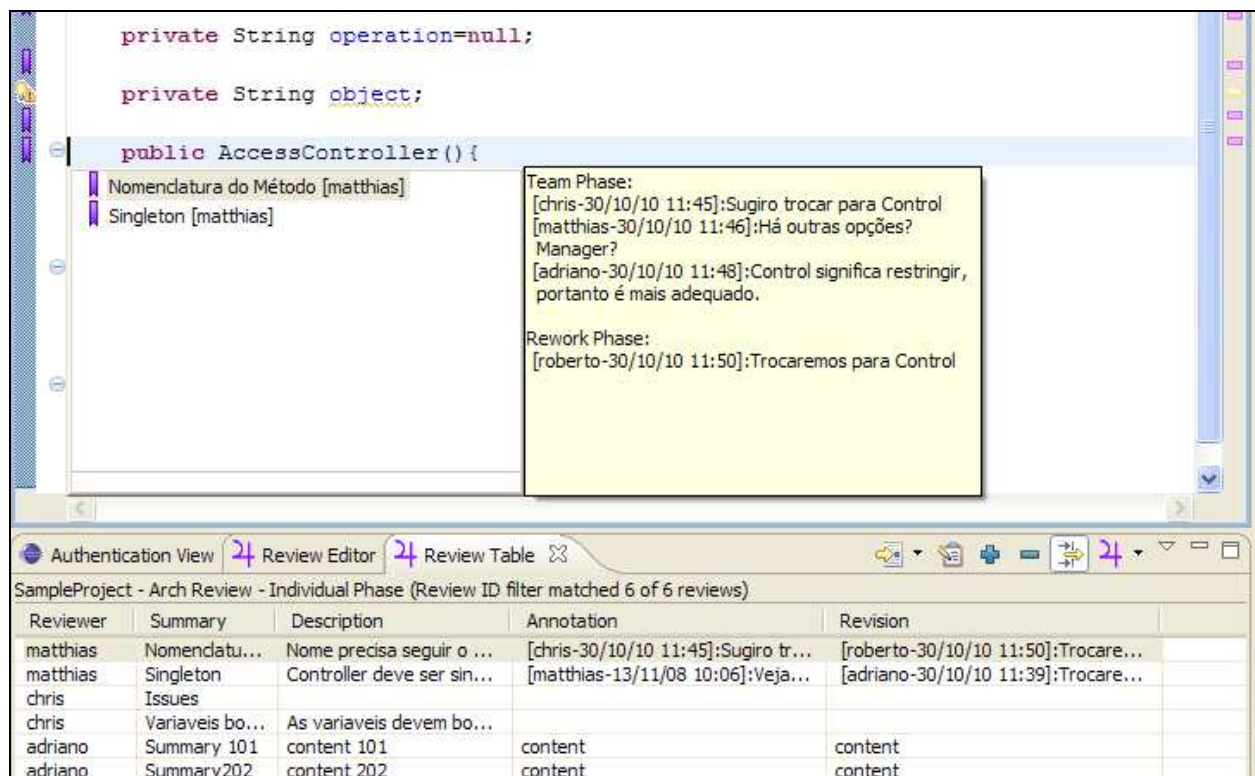 private String operation=null;
private String object;
public AccessController(){
Nomenclatura do Método [matthias]
Singleton [matthias]
Team Phase:
[chris-30/10/10 11:45]:Sugiro trocar para Control
[matthias-30/10/10 11:46]:Há outras opções?
Manager?
[adriano-30/10/10 11:48]:Control significa restringir,
portanto é mais adequado.
Rework Phase:
[roberto-30/10/10 11:50]:Trocaremos para Control
Authentication View Review Editor Review Table
SampleProject - Arch Review - Individual Phase (Review ID filter matched 6 of 6 reviews)
Reviewer Summary Description Annotation Revision
matthias Nomenclatu... Nome precisa seguir o ... [chris-30/10/10 11:45]:Sugiro tr... [roberto-30/10/10 11:50]:Trocare...
matthias Singleton Controller deve ser sin... [matthias-13/11/08 10:06]:Veja... [adriano-30/10/10 11:39]:Trocare...
chris Issues
chris Variaveis bo... As variaveis devem bo...
adriano Summary 101 content 101 content content
adriano Summary202 content 202 content content